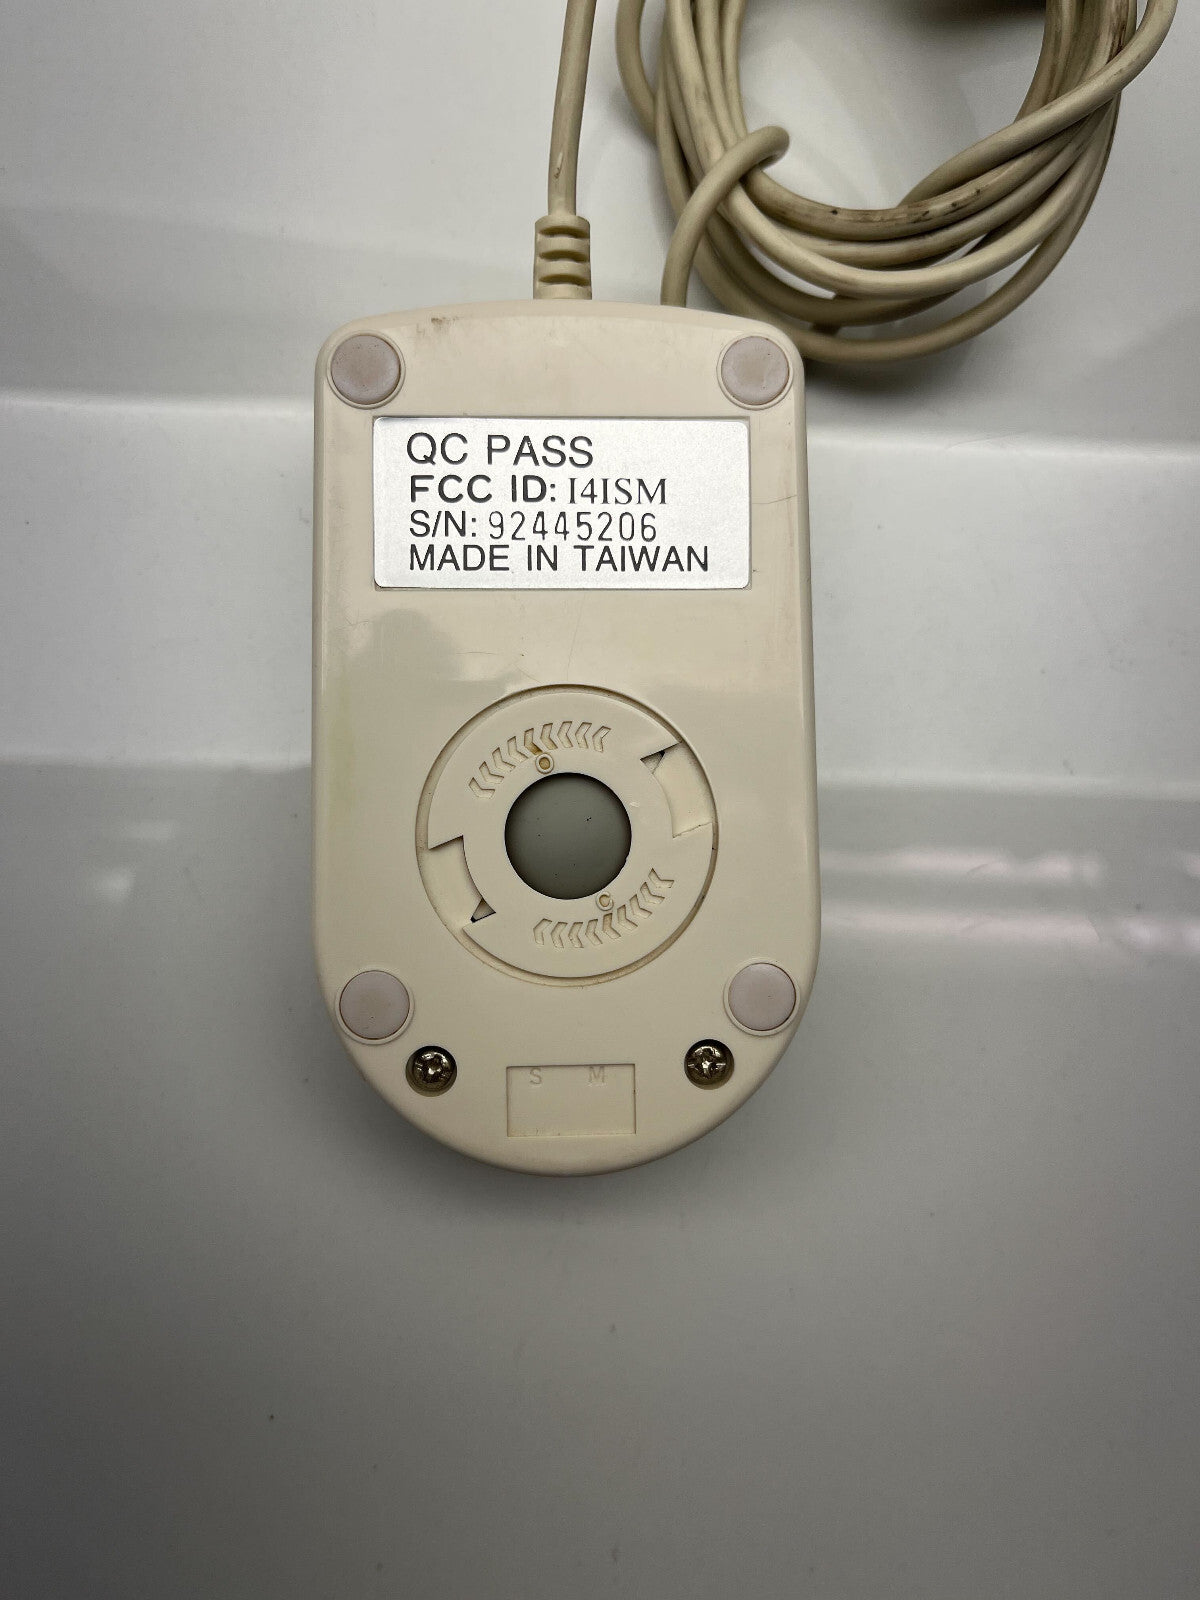 QC PASS
FCC ID: I4ISM
S/N: 92445206
MADE IN TAIWAN
O
C
S M